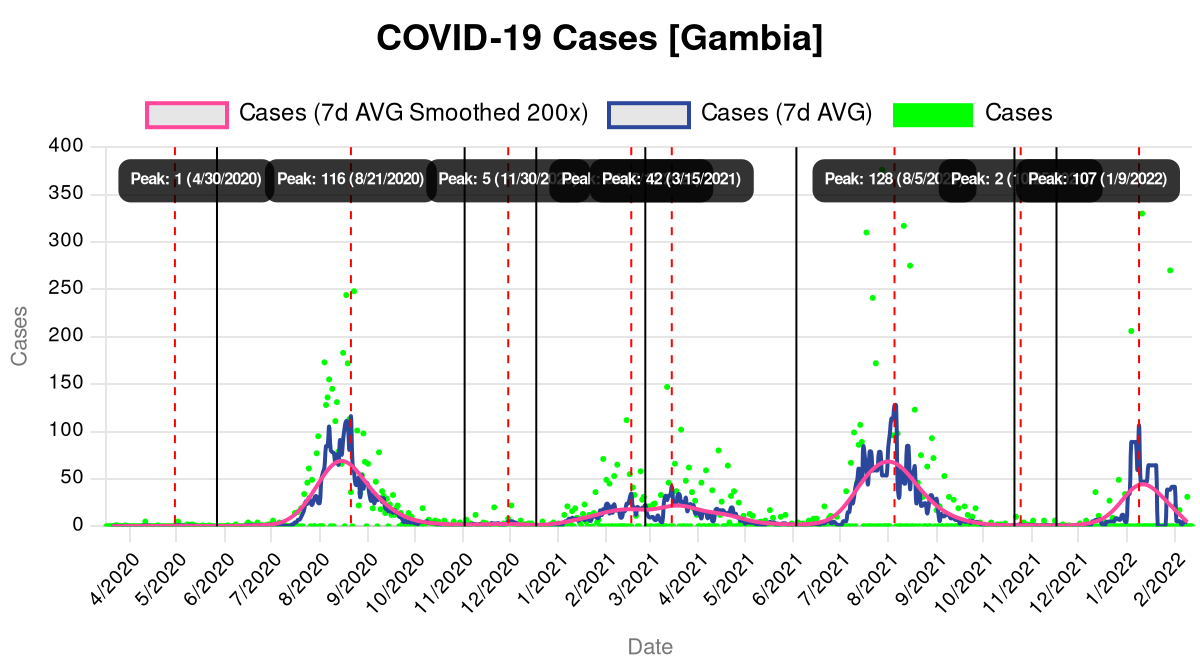 COVID-19 Cases [Gambia]
Cases (7d AVG Smoothed 200x)
Cases (7d AVG)
Cases
400
350
300
250
200
150
100
50
0
Cases
Peak: 1 (4/30/2020)
Peak: 116 (8/21/2020)
Peak: 5 (11/30/20
Peak:
Peak: 42 (3/15/2021)
Peak: 128 (8/5/20
Peak: 2 (1
Peak: 107 (1/9/2022)
4/2020
5/2020
6/2020
7/2020
8/2020
9/2020
10/2020
11/2020
12/2020
1/2021
2/2021
3/2021
4/2021
5/2021
6/2021
7/2021
8/2021
9/2021
10/2021
11/2021
12/2021
1/2022
2/2022
Date